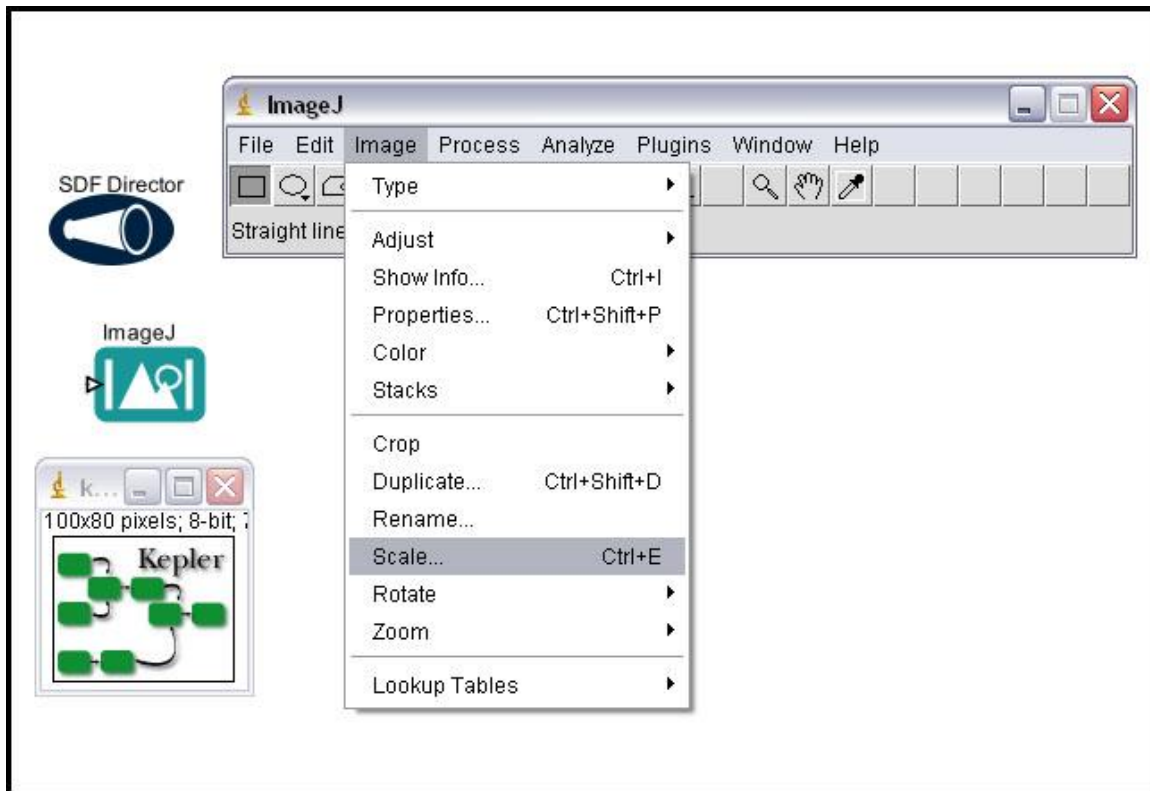 ImageJ
File Edit Image Process Analyze Plugins Window Help
SDF Director
Straight line
Type
Adjust
Show Info... Ctrl+I
Properties... Ctrl+Shift+P
Color
Stacks
Crop
Duplicate... Ctrl+Shift+D
Rename...
Scale... Ctrl+E
Rotate
Zoom
Lookup Tables
ImageJ
k...
100x80 pixels; 8-bit;
Kepler